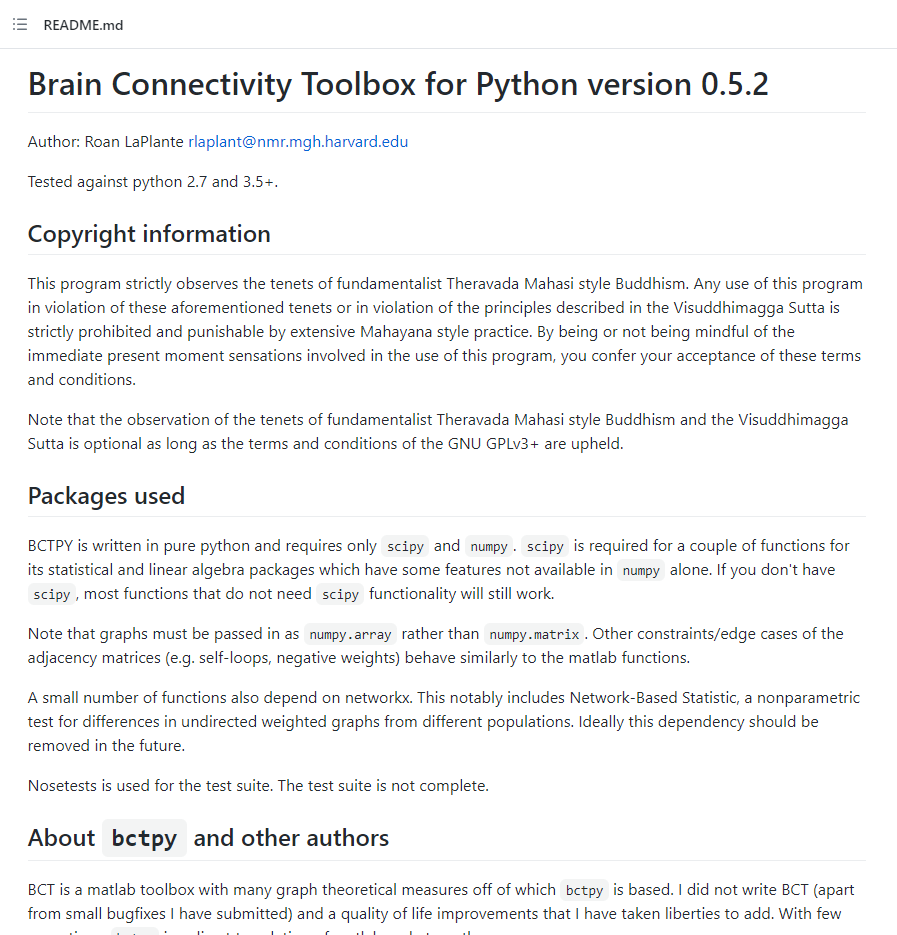 README.md
Brain Connectivity Toolbox for Python version 0.5.2
Author: Roan LaPlante rlaplant@nmr.mgh.harvard.edu
Tested against python 2.7 and 3.5+.
Copyright information
This program strictly observes the tenets of fundamentalist Theravada Mahasi style Buddhism. Any use of this program
in violation of these aforementioned tenets or in violation of the principles described in the Visuddhimagga Sutta is
strictly prohibited and punishable by extensive Mahayana style practice. By being or not being mindful of the
immediate present moment sensations involved in the use of this program, you confer your acceptance of these terms
and conditions.
Note that the observation of the tenets of fundamentalist Theravada Mahasi style Buddhism and the Visuddhimagga
Sutta is optional as long as the terms and conditions of the GNU GPLv3+ are upheld.
Packages used
BCTPY is written in pure python and requires only scipy and numpy. scipy is required for a couple of functions for
its statistical and linear algebra packages which have some features not available in numpy alone. If you don't have
scipy, most functions that do not need scipy functionality will still work.
Note that graphs must be passed in as numpy.array rather than numpy.matrix. Other constraints/edge cases of the
adjacency matrices (e.g. self-loops, negative weights) behave similarly to the matlab functions.
A small number of functions also depend on networkx. This notably includes Network-Based Statistic, a nonparametric
test for differences in undirected weighted graphs from different populations. Ideally this dependency should be
removed in the future.
Nosetests is used for the test suite. The test suite is not complete.
About bctpy and other authors
BCT is a matlab toolbox with many graph theoretical measures off of which bctpy is based. I did not write BCT (apart
from small bugfixes I have submitted) and a quality of life improvements that I have taken liberties to add. With few